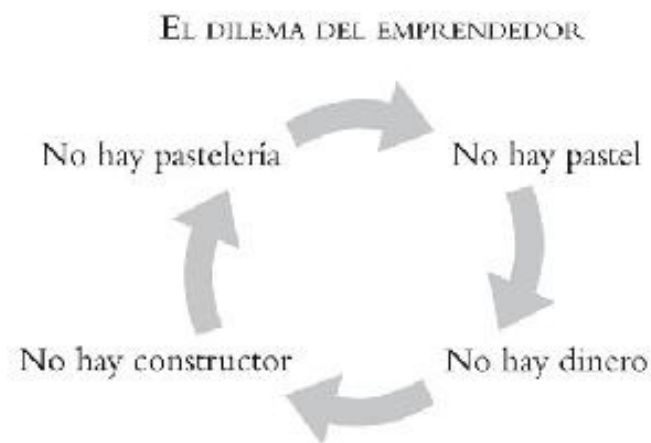 EL DILEMA DEL EMPRENDEDOR
No hay pastelería
No hay pastel
No hay constructor
No hay dinero